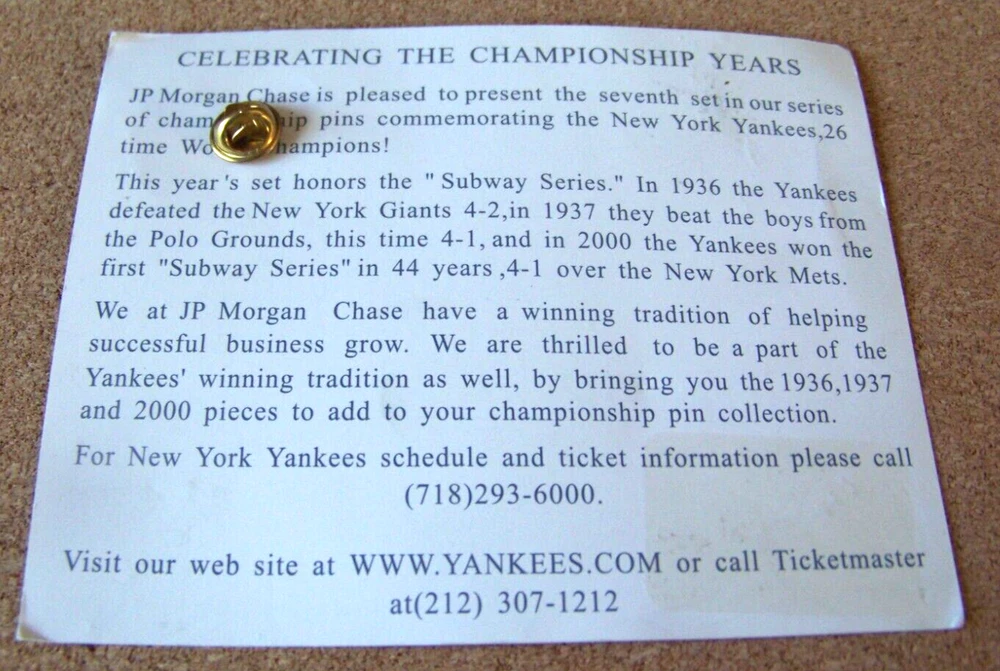 CELEBRATING THE CHAMPIONSHIP YEARS
JP Morgan Chase is pleased to present the seventh set in our series
of cham ip pins commemorating the New York Yankees,26
time Wo hampions!
This year's set honors the "Subway Series." In 1936 the Yankees
defeated the New York Giants 4-2,in 1937 they beat the boys from
the Polo Grounds, this time 4-1, and in 2000 the Yankees won the
first "Subway Series" in 44 years ,4-1 over the New York Mets.
We at JP Morgan Chase have a winning tradition of helping
successful business grow. We are thrilled to be a part of the
Yankees' winning tradition as well, by bringing you the 1936,1937
and 2000 pieces to add to your championship pin collection.
For New York Yankees schedule and ticket information please call
(718)293-6000.
Visit our web site at WWW.YANKEES.COM or call Ticketmaster
at(212) 307-1212